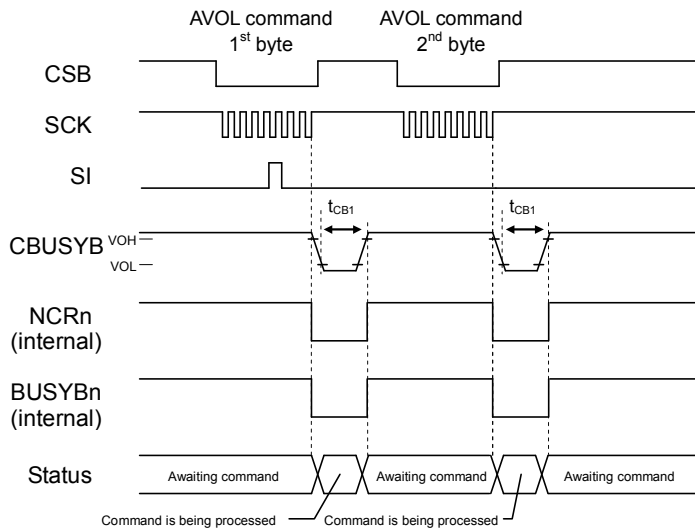 AVOL command
1st byte
AVOL command
2nd byte
CSB
SCK
SI
tCB1
tCB1
CBUSYB
VOH
VOL
NCRn
(internal)
BUSYBn
(internal)
Status
Awaiting command
Awaiting command
Awaiting command
Command is being processed
Command is being processed